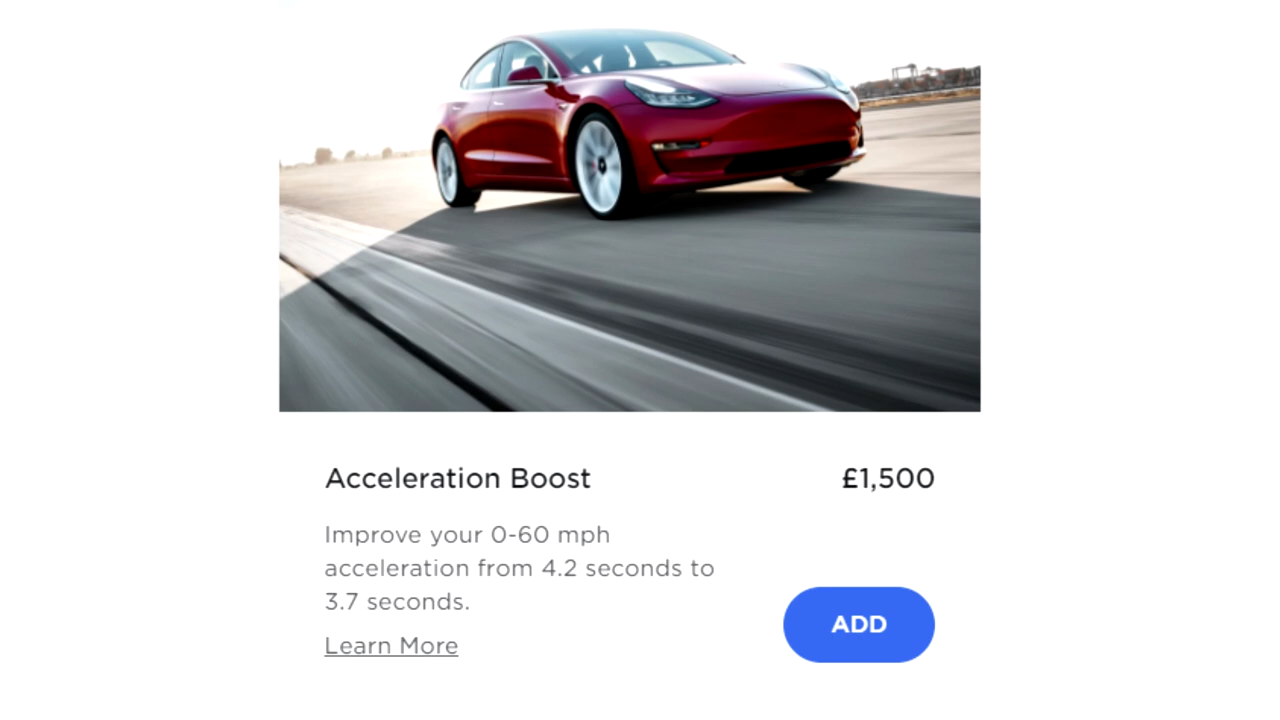 Acceleration Boost
£1,500
Improve your 0-60 mph
acceleration from 4.2 seconds to
3.7 seconds.
ADD
Learn More